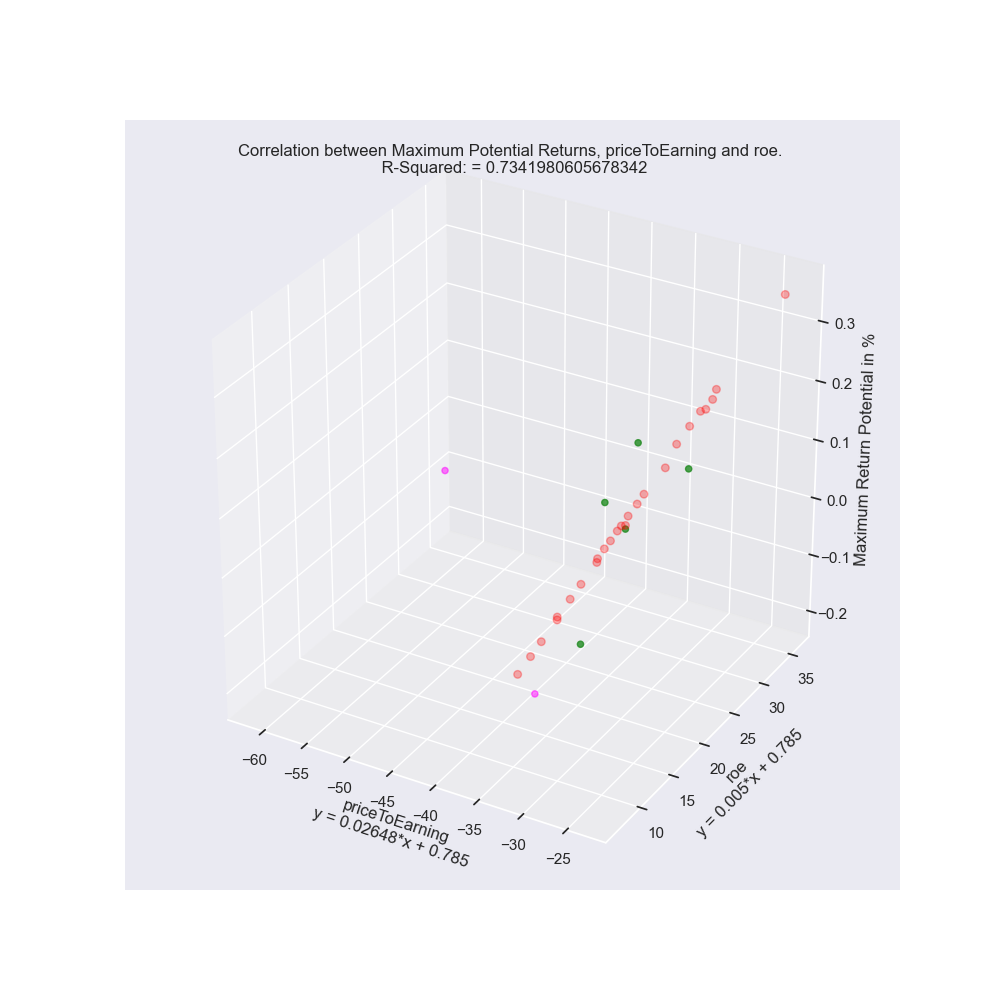 Correlation between Maximum Potential Returns, priceToEarning and roe.
R-Squared: = 0.7341980605678342
0.3
0.2
0.1
0.0
−0.1
−0.2
Maximum Return Potential in %
35
30
25
20
15
10
roe
y = 0.005*x + 0.785
−60
−55
−50
−45
−40
−35
−30
−25
priceToEarning
y = 0.02648*x + 0.785